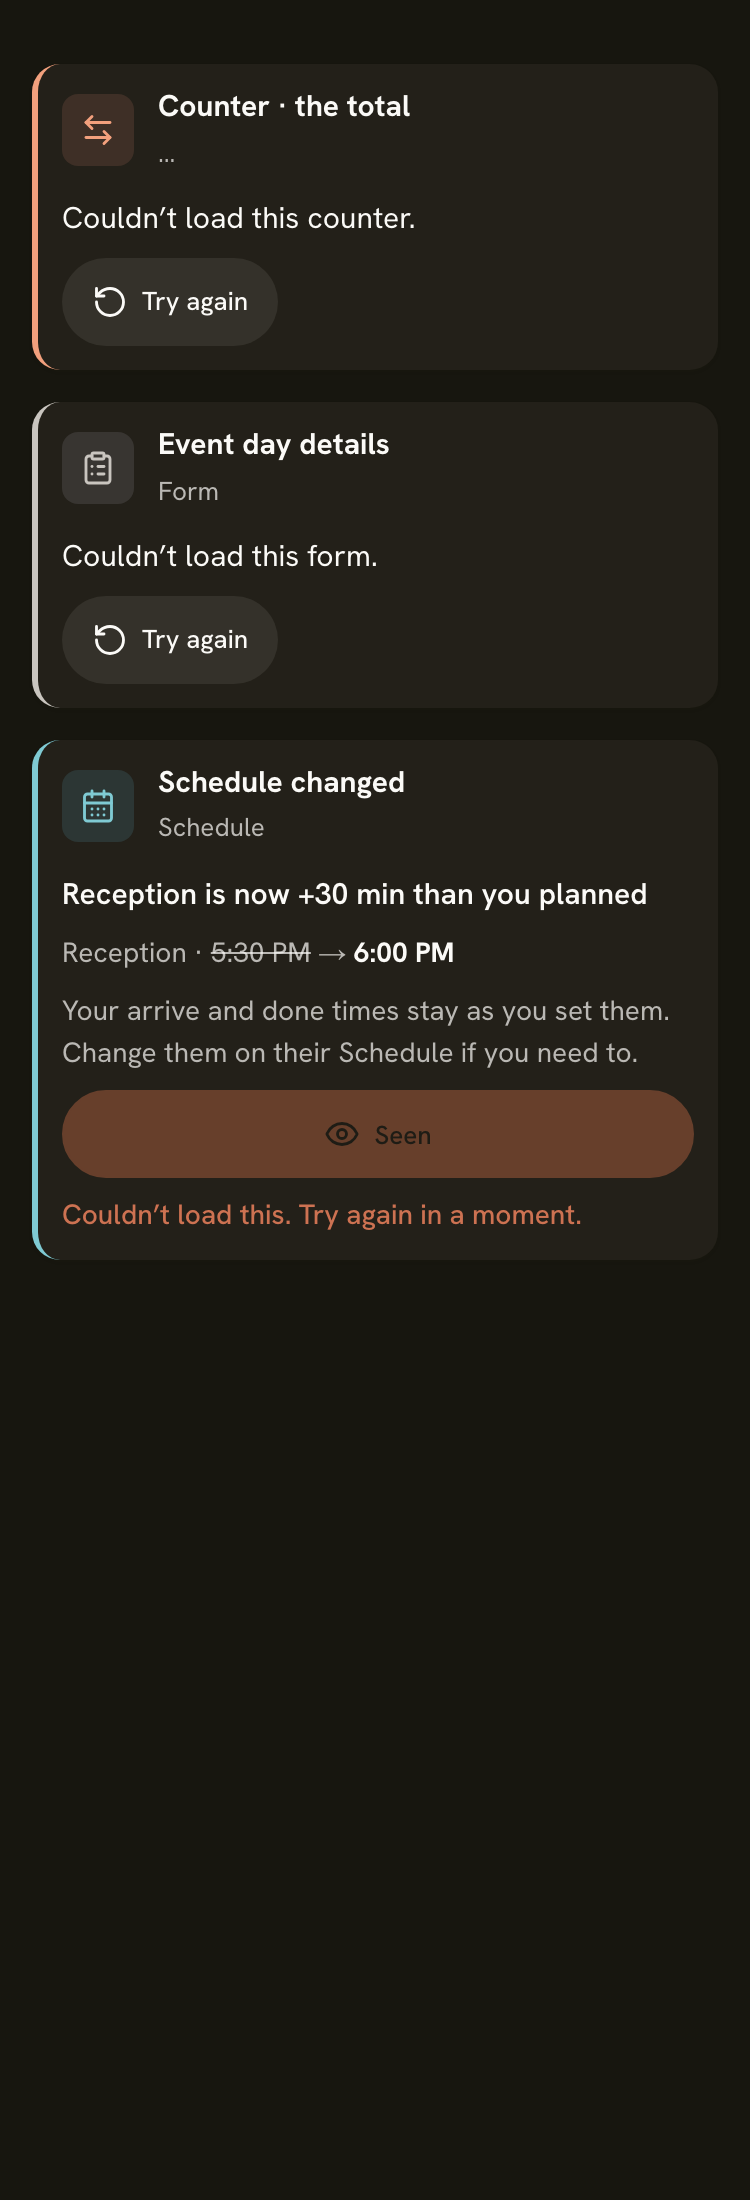 Counter · the total
...
Couldn’t load this counter.
Try again
Event day details
Form
Couldn’t load this form.
Try again
Schedule changed
Schedule
Reception is now +30 min than you planned
Reception · 5:30 PM → 6:00 PM
Your arrive and done times stay as you set them.
Change them on their Schedule if you need to.
Seen
Couldn’t load this. Try again in a moment.